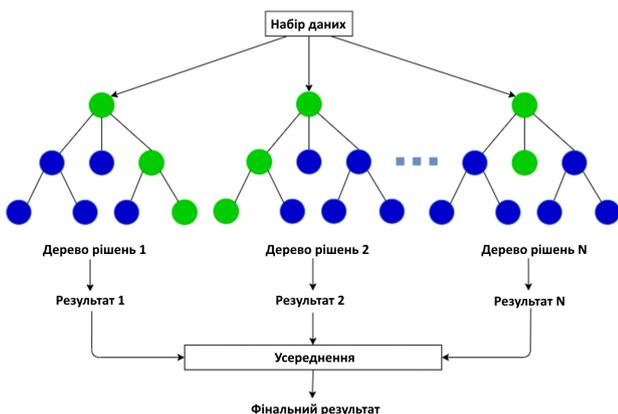 Набір даних
Дерево рішень 1
Дерево рішень 2
Дерево рішень N
Результат 1
Результат 2
Результат N
Усереднення
Фінальний результат